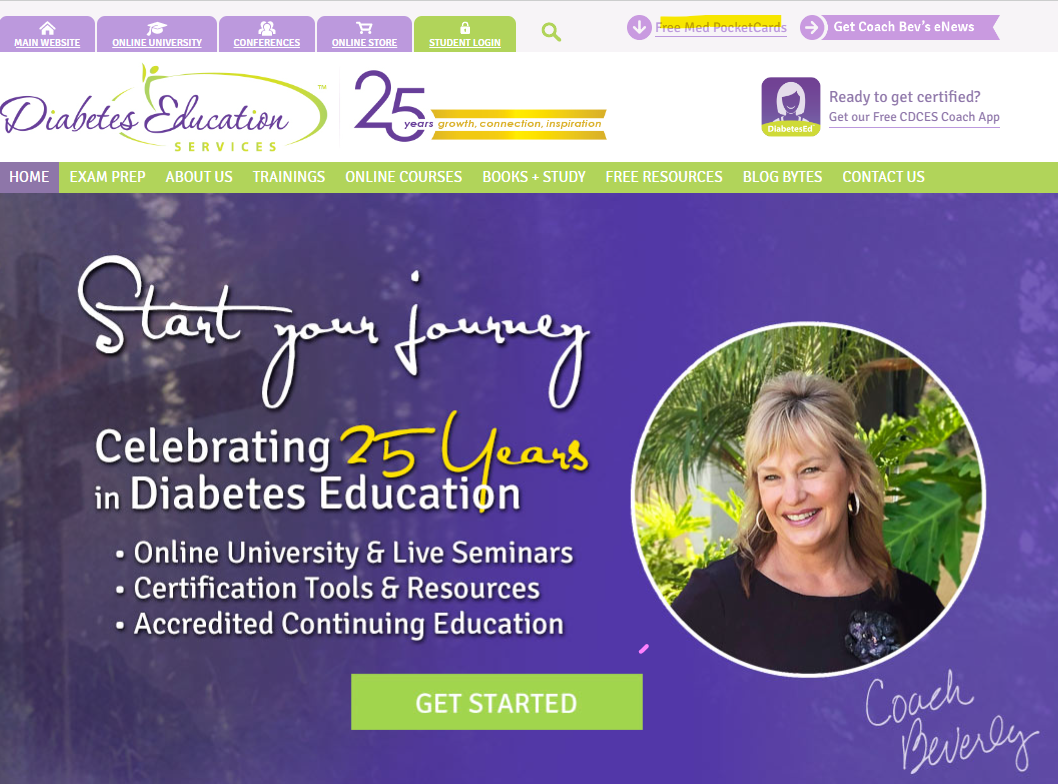 MAIN WEBSITE
ONLINE UNIVERSITY
CONFERENCES
ONLINE STORE
STUDENT LOGIN
Free Med PocketCards
Get Coach Bev's eNews
Diabetes Education
SERVICES
TM
25
years growth, connection, inspiration
DiabetesEd
Ready to get certified?
Get our Free CDCES Coach App
HOME EXAM PREP ABOUT US TRAININGS ONLINE COURSES BOOKS + STUDY FREE RESOURCES BLOG BYTES CONTACT US
Start your journey
Celebrating 25 Years
in Diabetes Education
• Online University & Live Seminars
• Certification Tools & Resources
• Accredited Continuing Education
GET STARTED
Coach
Beverly